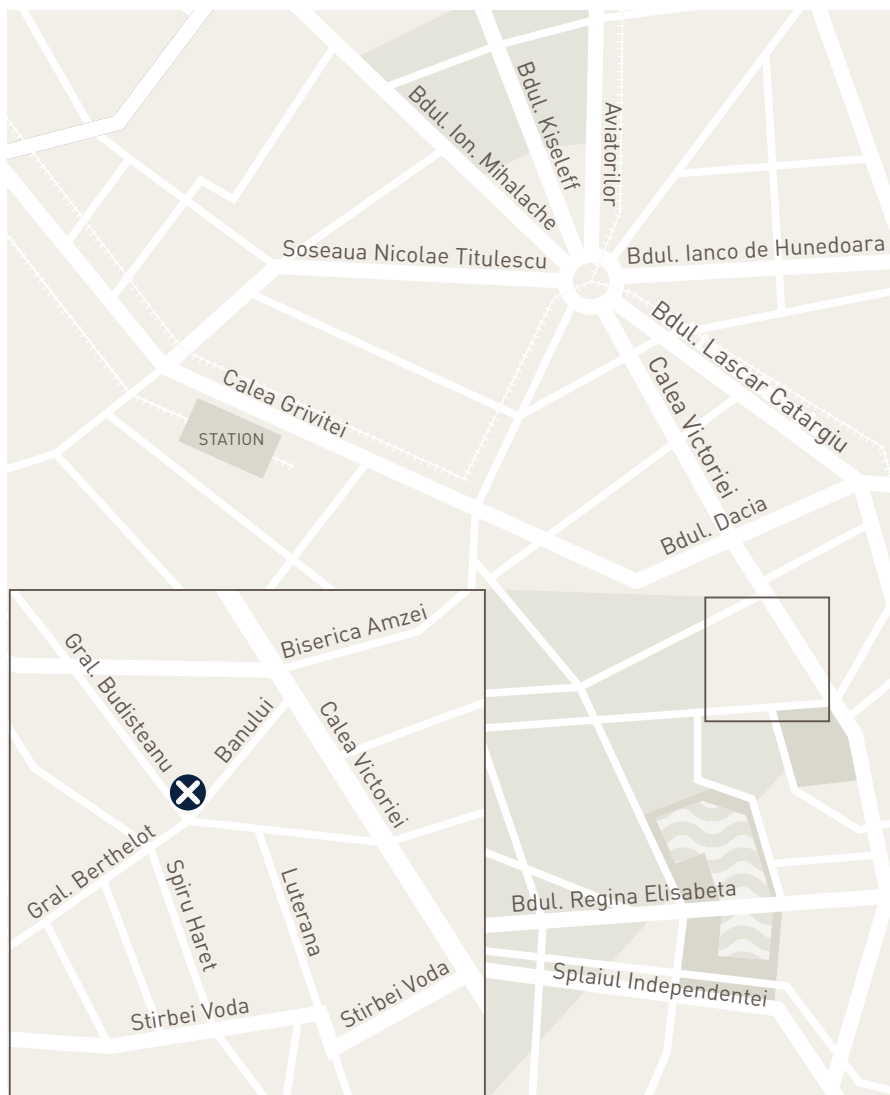 Bdul. Ion. Mihalache
Bdul. Kiseleff
Aviatorilor
Soseaua Nicolae Titulescu
Bdul. Ianco de Hunedoara
Bdul. Lascar Catargiu
Calea Victoriei
Calea Grivitei
STATION
Bdul. Dacia
Biserica Amzei
Gral. Budisteanu
Banului
Calea Victoriei
Gral. Berthelot
Spiru Haret
Luterana
Stirbei Voda
Stirbei Voda
Bdul. Regina Elisabeta
Splaiul Independentei